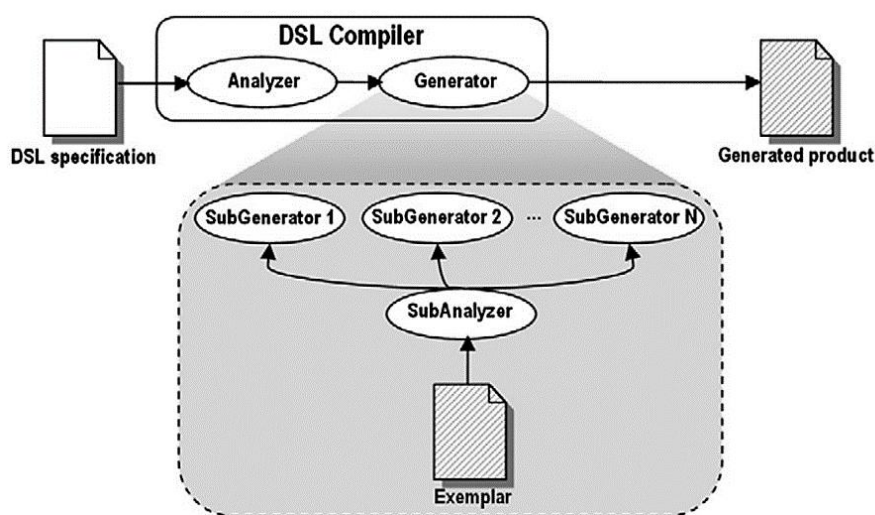 DSL Compiler
Analyzer
Generator
DSL specification
Generated product
SubGenerator 1
SubGenerator 2
...
SubGenerator N
SubAnalyzer
Exemplar